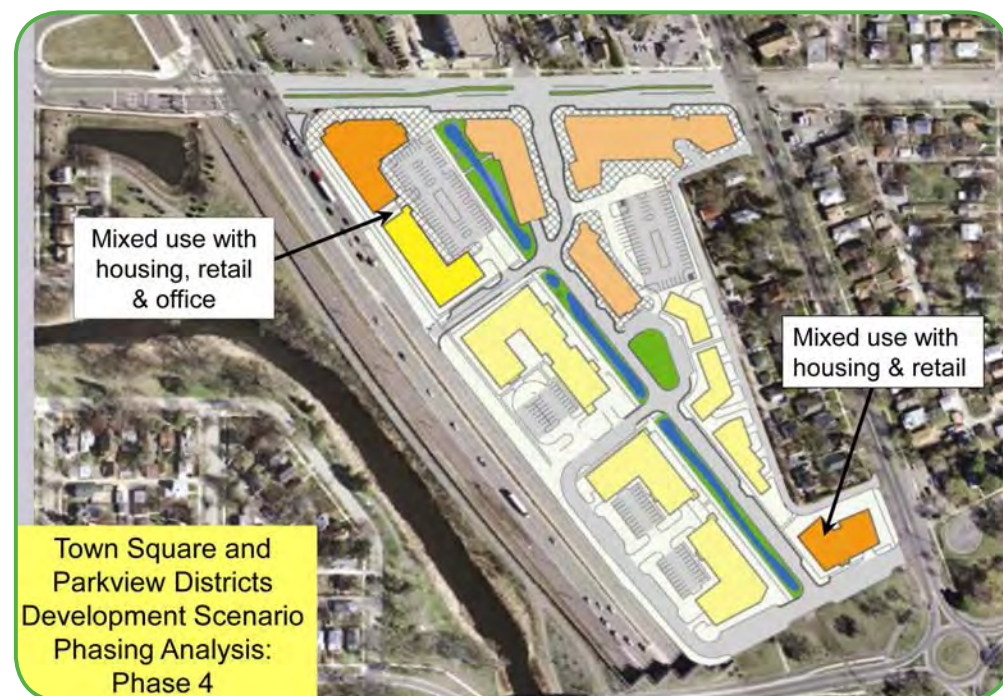 Mixed use with
housing, retail
& office
Mixed use with
housing & retail
Town Square and
Parkview Districts
Development Scenario
Phasing Analysis:
Phase 4